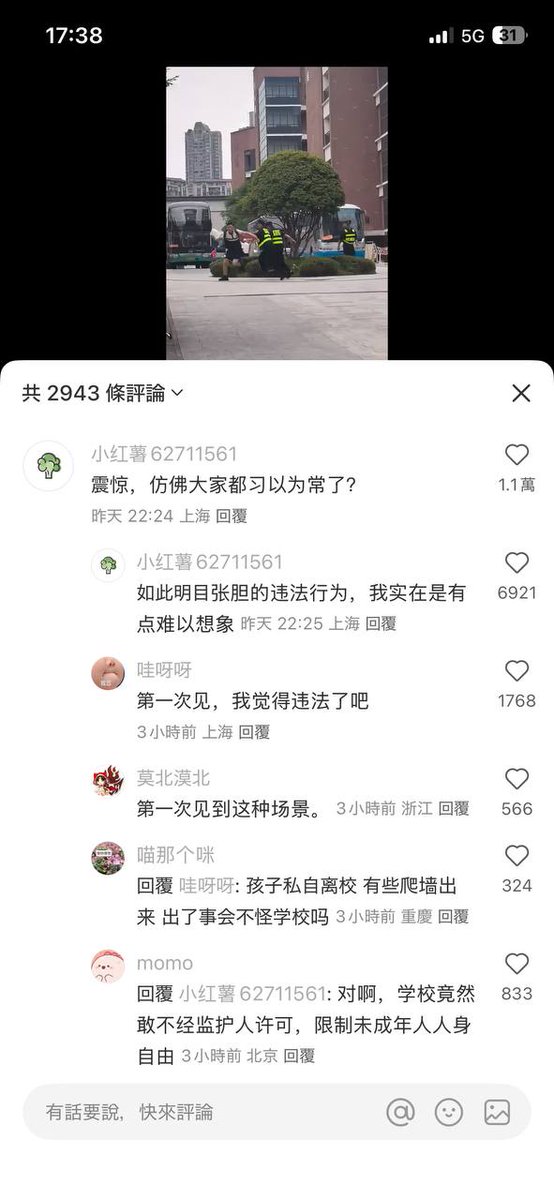 17:38
5G 31
共 2943 條評論
小红薯62711561
震惊，仿佛大家都习以为常了?
1.1萬
昨天 22:24 上海 回覆
小红薯62711561
如此明目张胆的违法行为，我实在是有
6921
点难以想象 昨天 22:25 上海 回覆
哇呀呀
第一次见，我觉得违法了吧
1768
3小時前 上海 回覆
莫北漠北
第一次见到这种场景。 3小時前 浙江 回覆
566
喵那个咪
回覆 哇呀呀: 孩子私自离校 有些爬墙出
324
来 出了事会不怪学校吗 3小時前 重慶 回覆
momo
回覆 小红薯62711561: 对啊，学校竟然
833
敢不经监护人许可，限制未成年人人身
自由 3小時前 北京 回覆
有話要說，快來評論